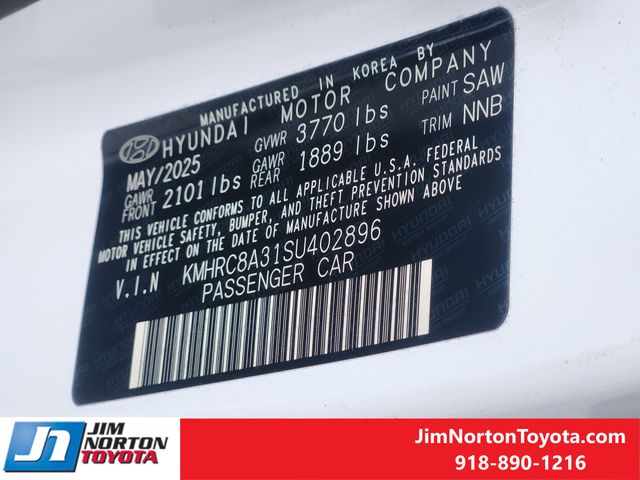 MANUFACTURED IN KOREA BY
HYUNDAI MOTOR COMPANY
MAY/2025 GVWR 3770 lbs PAINT SAW
GAWR FRONT 2101 lbs GAWR REAR 1889 lbs TRIM NNB
THIS VEHICLE CONFORMS TO ALL APPLICABLE U.S.A. FEDERAL
MOTOR VEHICLE SAFETY, BUMPER, AND THEFT PREVENTION STANDARDS
IN EFFECT ON THE DATE OF MANUFACTURE SHOWN ABOVE
V.I.N KMHRC8A31SU402896
PASSENGER CAR
JN JIM NORTON TOYOTA
JimNortonToyota.com
918-890-1216